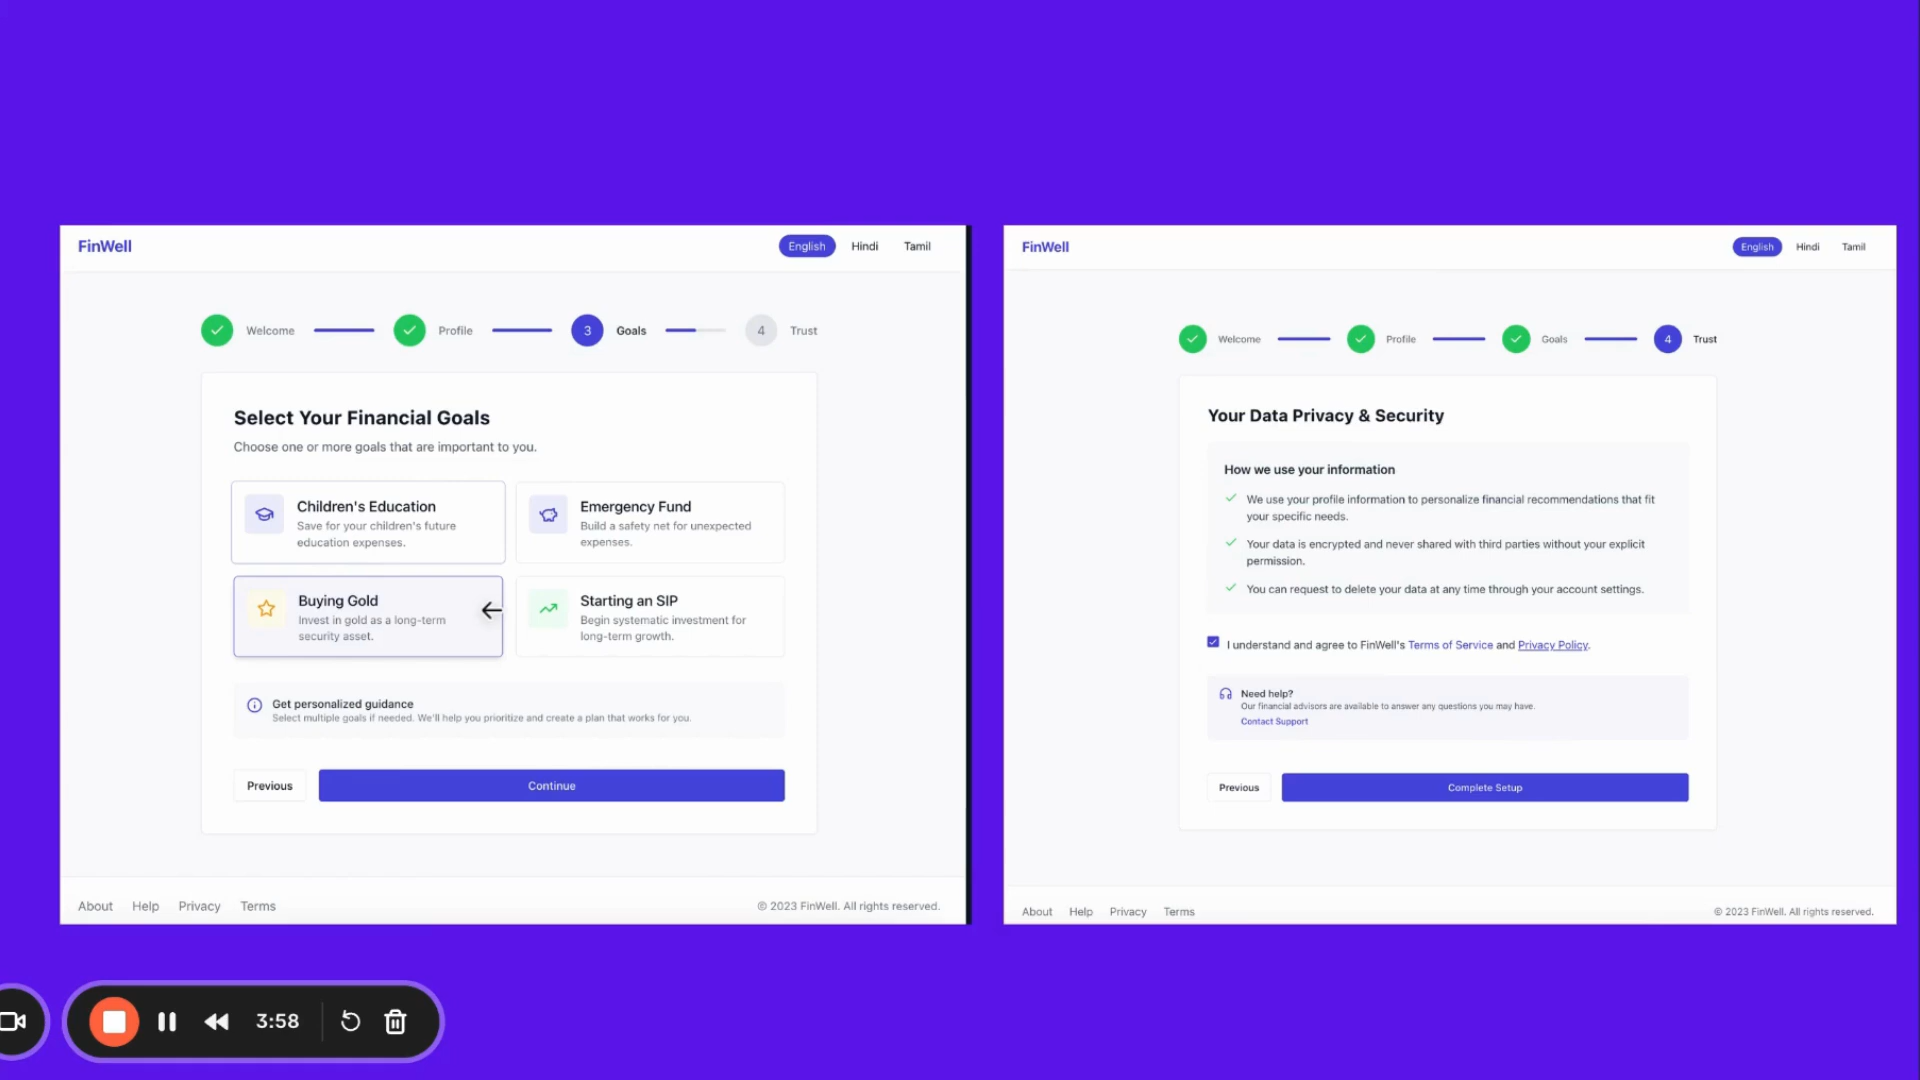 FinWell
English Hindi Tamil
Welcome Profile 3 Goals 4 Trust
Select Your Financial Goals
Choose one or more goals that are important to you.
Children's Education
Save for your children's future
education expenses.
Emergency Fund
Build a safety net for unexpected
expenses.
Buying Gold
Invest in gold as a long-term
security asset.
Starting an SIP
Begin systematic investment for
long-term growth.
Get personalized guidance
Select multiple goals if needed. We'll help you prioritize and create a plan that works for you.
Previous Continue
About Help Privacy Terms © 2023 FinWell. All rights reserved.
FinWell
English Hindi Tamil
Welcome Profile Goals 4 Trust
Your Data Privacy & Security
How we use your information
We use your profile information to personalize financial recommendations that fit
your specific needs.
Your data is encrypted and never shared with third parties without your explicit
permission.
You can request to delete your data at any time through your account settings.
I understand and agree to FinWell's Terms of Service and Privacy Policy.
Need help?
Our financial advisors are available to answer any questions you may have.
Contact Support
Previous Complete Setup
About Help Privacy Terms © 2023 FinWell. All rights reserved.
3:58